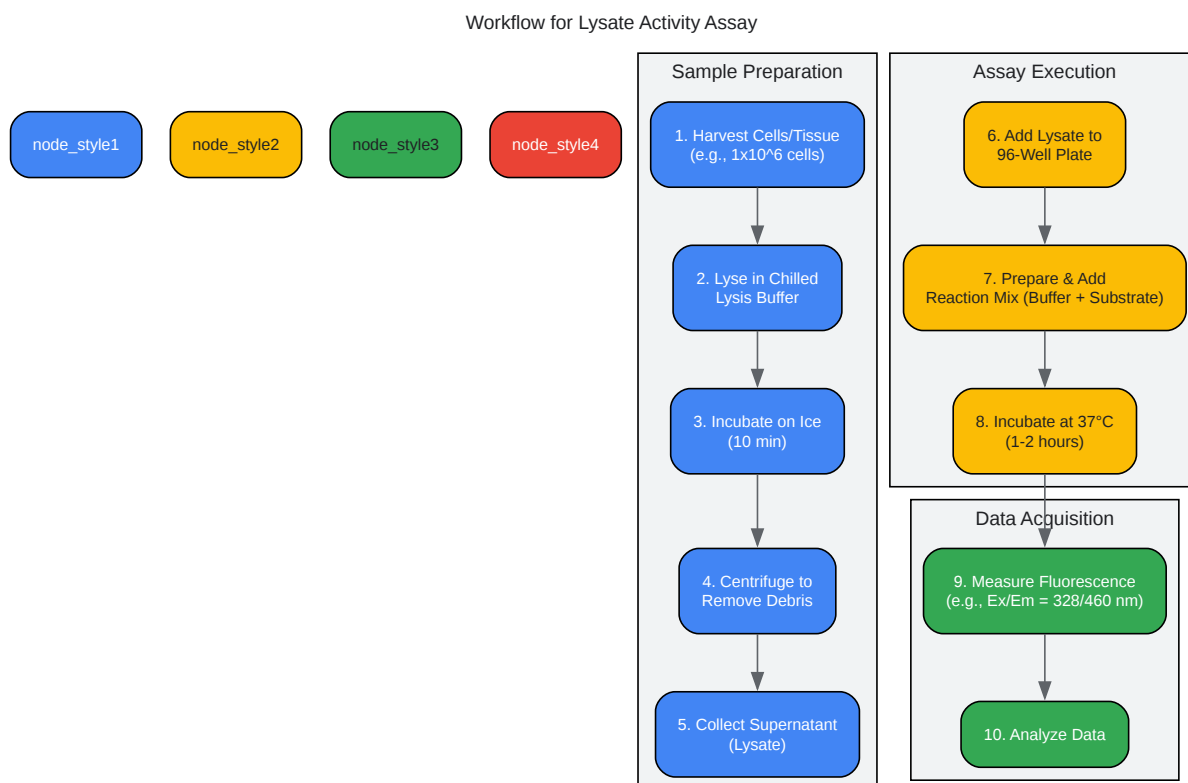 Workflow for Lysate Activity Assay
node_style1
node_style2
node_style3
node_style4
Sample Preparation
1. Harvest Cells/Tissue
(e.g., 1x10^6 cells)
2. Lyse in Chilled
Lysis Buffer
3. Incubate on Ice
(10 min)
4. Centrifuge to
Remove Debris
5. Collect Supernatant
(Lysate)
Assay Execution
6. Add Lysate to
96-Well Plate
7. Prepare & Add
Reaction Mix (Buffer + Substrate)
8. Incubate at 37°C
(1-2 hours)
Data Acquisition
9. Measure Fluorescence
(e.g., Ex/Em = 328/460 nm)
10. Analyze Data